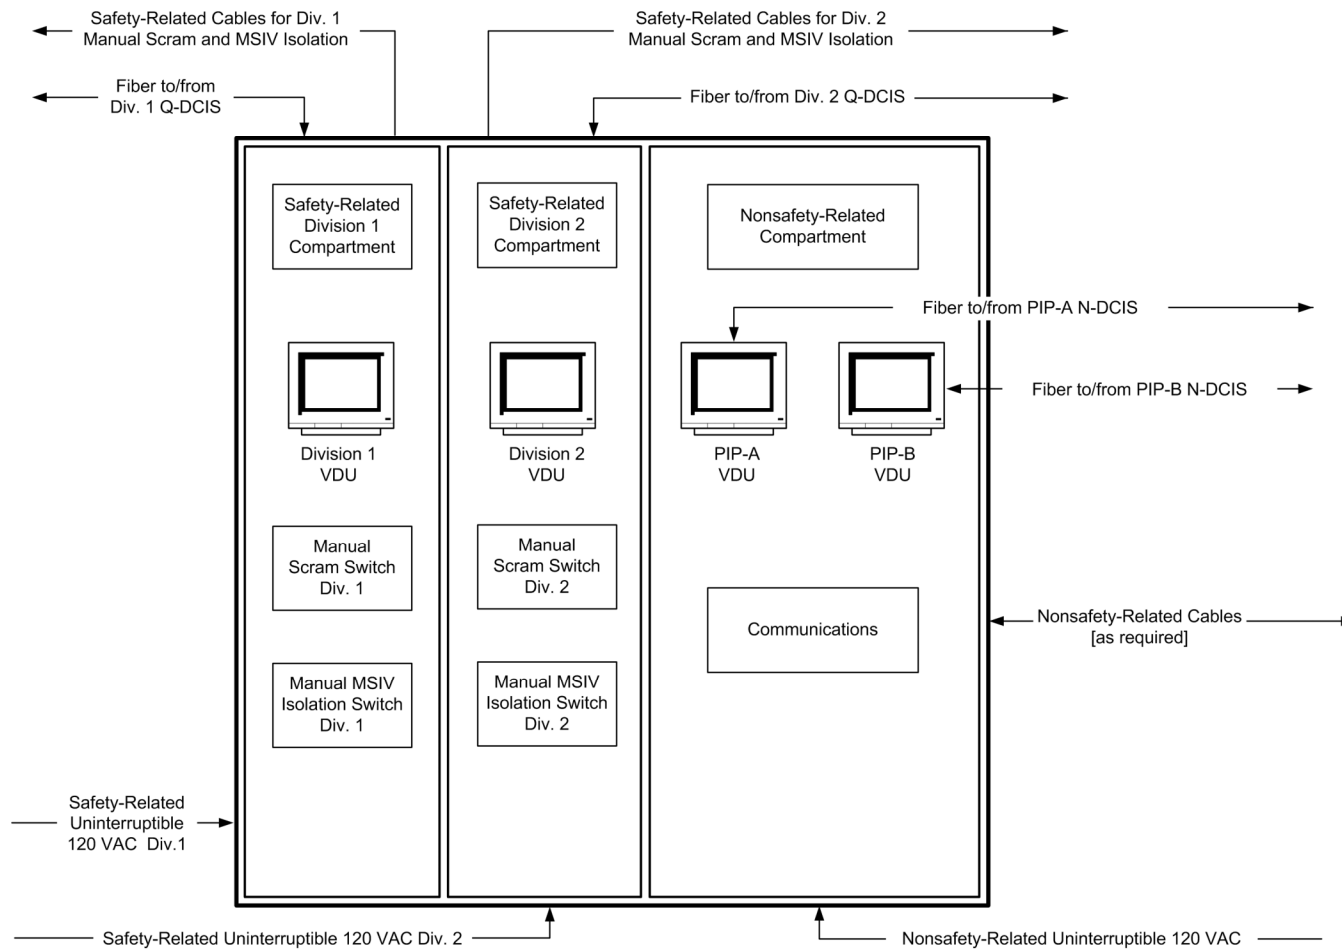 Safety-Related Cables for Div. 1
Manual Scram and MSIV Isolation
Safety-Related Cables for Div. 2
Manual Scram and MSIV Isolation
Fiber to/from
Div. 1 Q-DCIS
Fiber to/from Div. 2 Q-DCIS
Safety-Related
Division 1
Compartment
Safety-Related
Division 2
Compartment
Nonsafety-Related
Compartment
Fiber to/from PIP-A N-DCIS
Fiber to/from PIP-B N-DCIS
Division 1
VDU
Division 2
VDU
PIP-A
VDU
PIP-B
VDU
Manual
Scram Switch
Div. 1
Manual
Scram Switch
Div. 2
Communications
Nonsafety-Related Cables
[as required]
Manual MSIV
Isolation Switch
Div. 1
Manual MSIV
Isolation Switch
Div. 2
Safety-Related
Uninterruptible
120 VAC Div.1
Safety-Related Uninterruptible 120 VAC Div. 2
Nonsafety-Related Uninterruptible 120 VAC